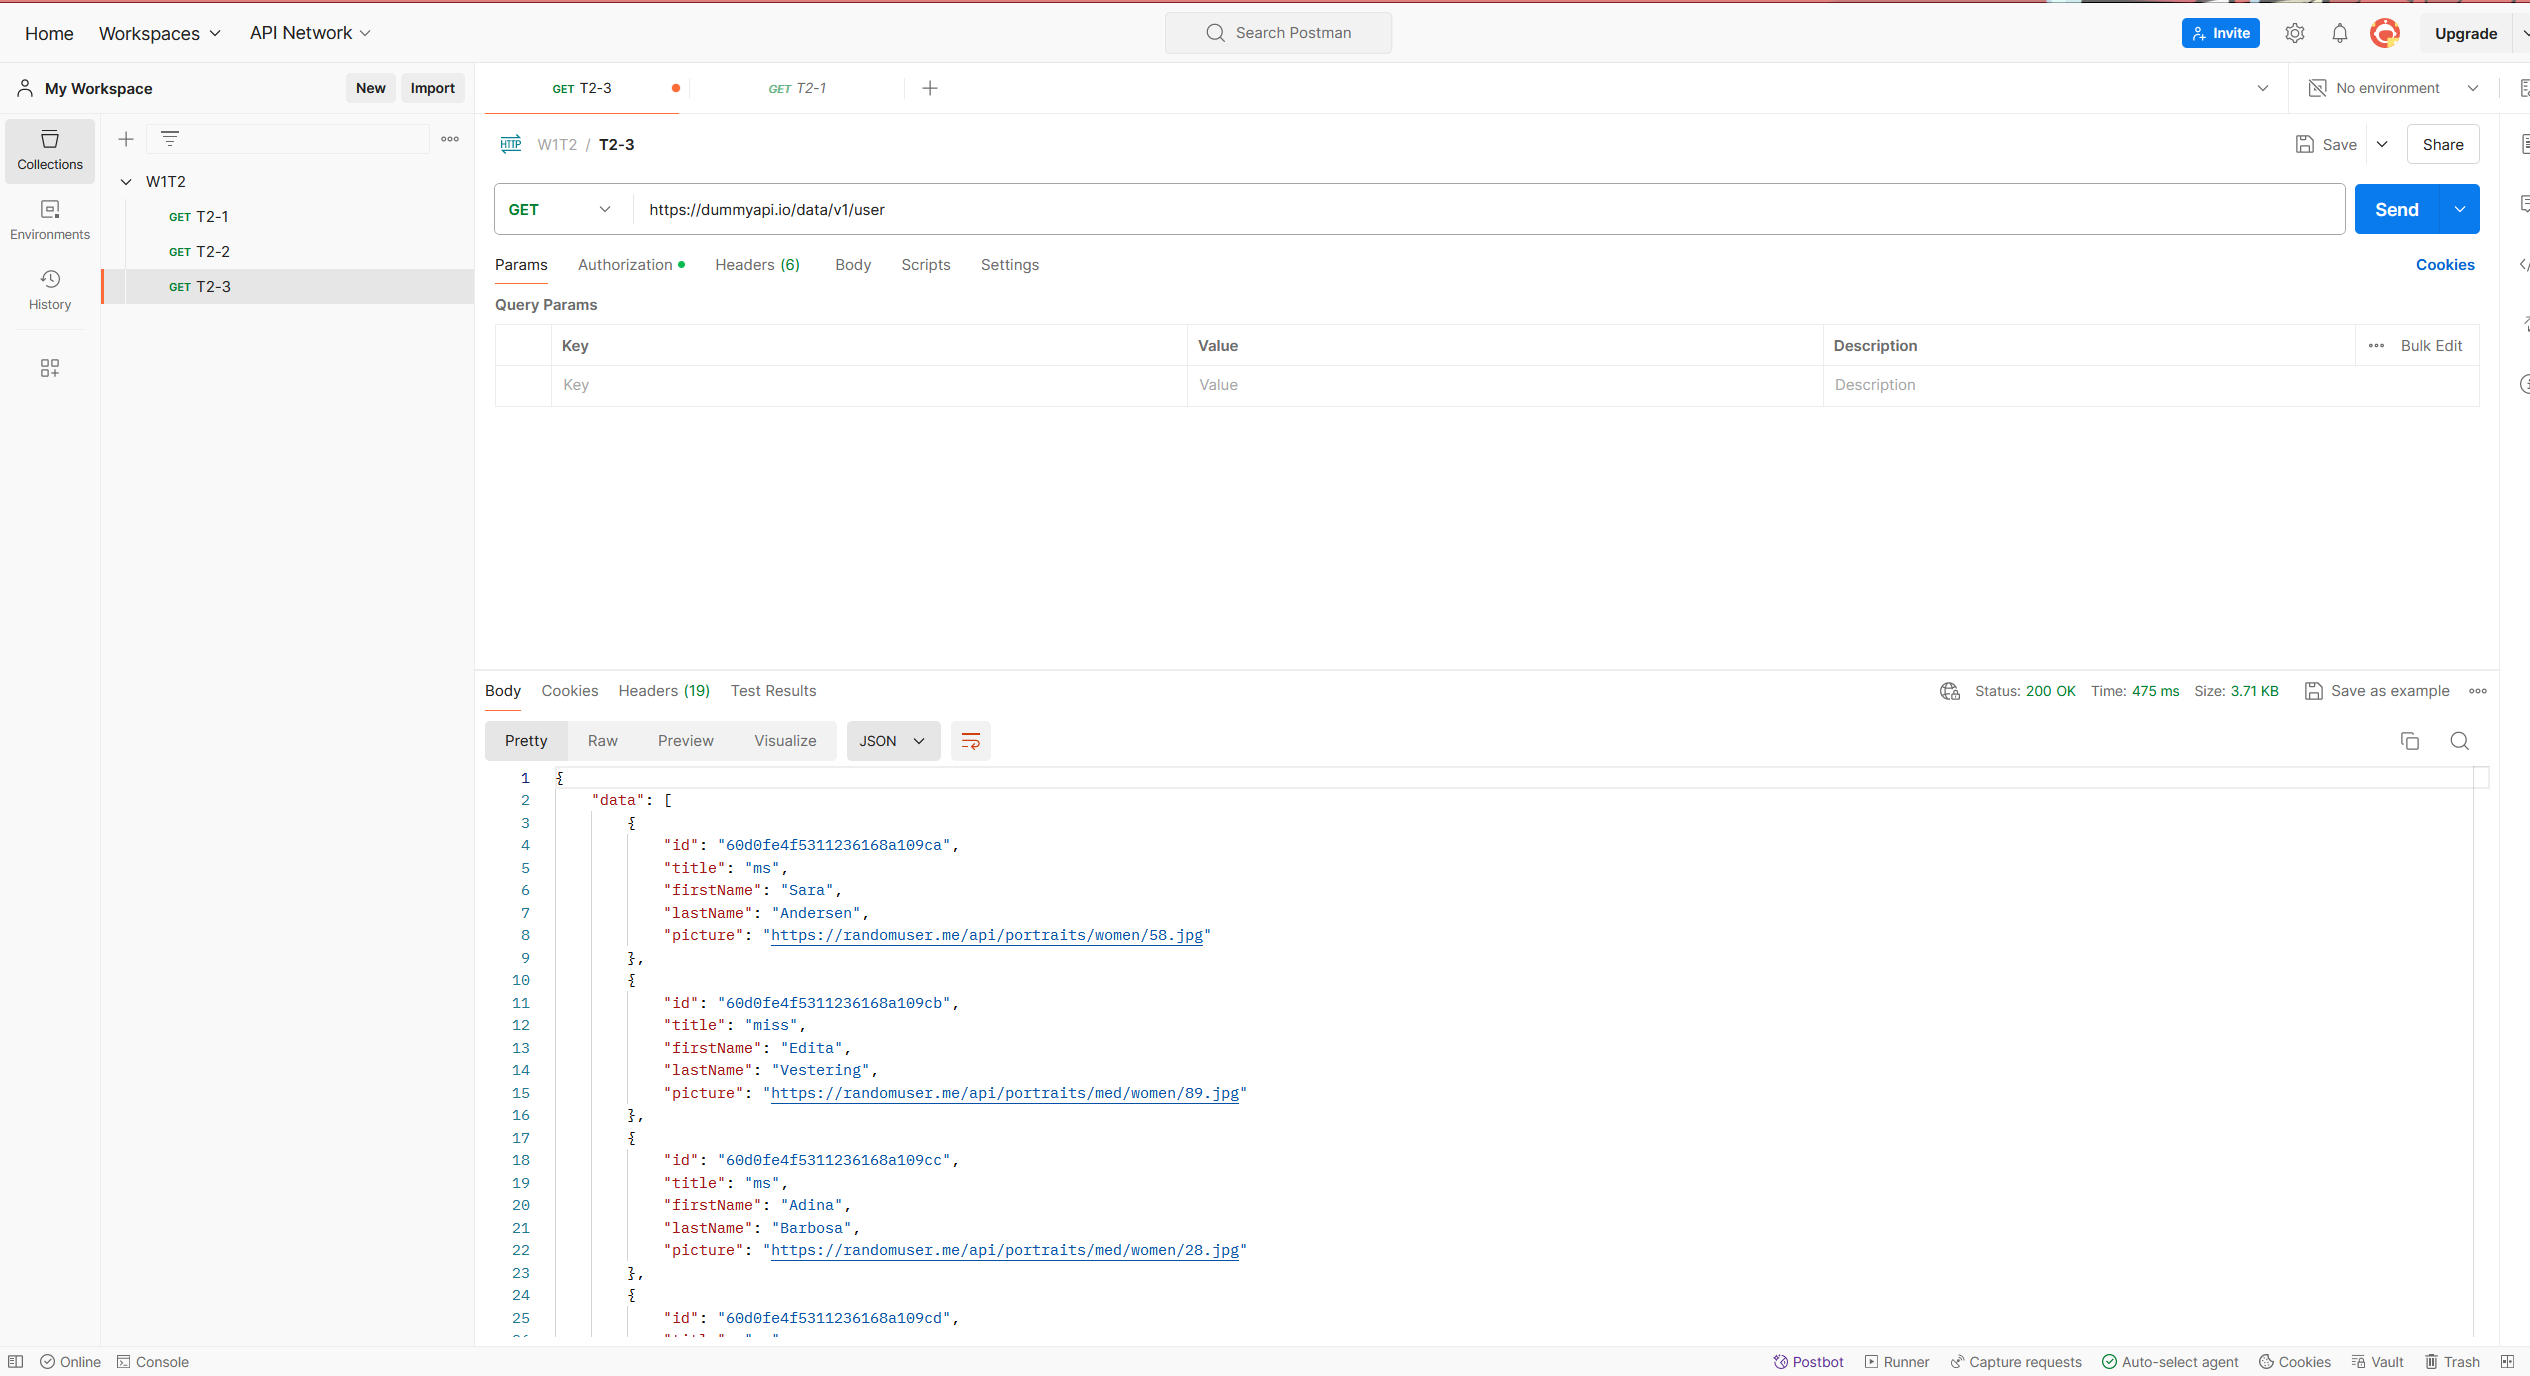 Home Workspaces API Network Search Postman Invite Upgrade
My Workspace New Import GET T2-3 GET T2-1 No environment
Collections
W1T2 / T2-3 Save Share
W1T2
GET T2-1
GET T2-2
GET T2-3
Environments
History
GET https://dummyapi.io/data/v1/user Send
Params Authorization Headers (6) Body Scripts Settings Cookies
Query Params
Key Value Description Bulk Edit
Key Value Description
Body Cookies Headers (19) Test Results Status: 200 OK Time: 475 ms Size: 3.71 KB Save as example
Pretty Raw Preview Visualize JSON
1 {
2 "data": [
3 {
4 "id": "60d0fe4f5311236168a109ca",
5 "title": "ms",
6 "firstName": "Sara",
7 "lastName": "Andersen",
8 "picture": "https://randomuser.me/api/portraits/women/58.jpg"
9 },
10 {
11 "id": "60d0fe4f5311236168a109cb",
12 "title": "miss",
13 "firstName": "Edita",
14 "lastName": "Vestering",
15 "picture": "https://randomuser.me/api/portraits/med/women/89.jpg"
16 },
17 {
18 "id": "60d0fe4f5311236168a109cc",
19 "title": "ms",
20 "firstName": "Adina",
21 "lastName": "Barbosa",
22 "picture": "https://randomuser.me/api/portraits/med/women/28.jpg"
23 },
24 {
25 "id": "60d0fe4f5311236168a109cd",
Online Console Postbot Runner Capture requests Auto-select agent Cookies Vault Trash